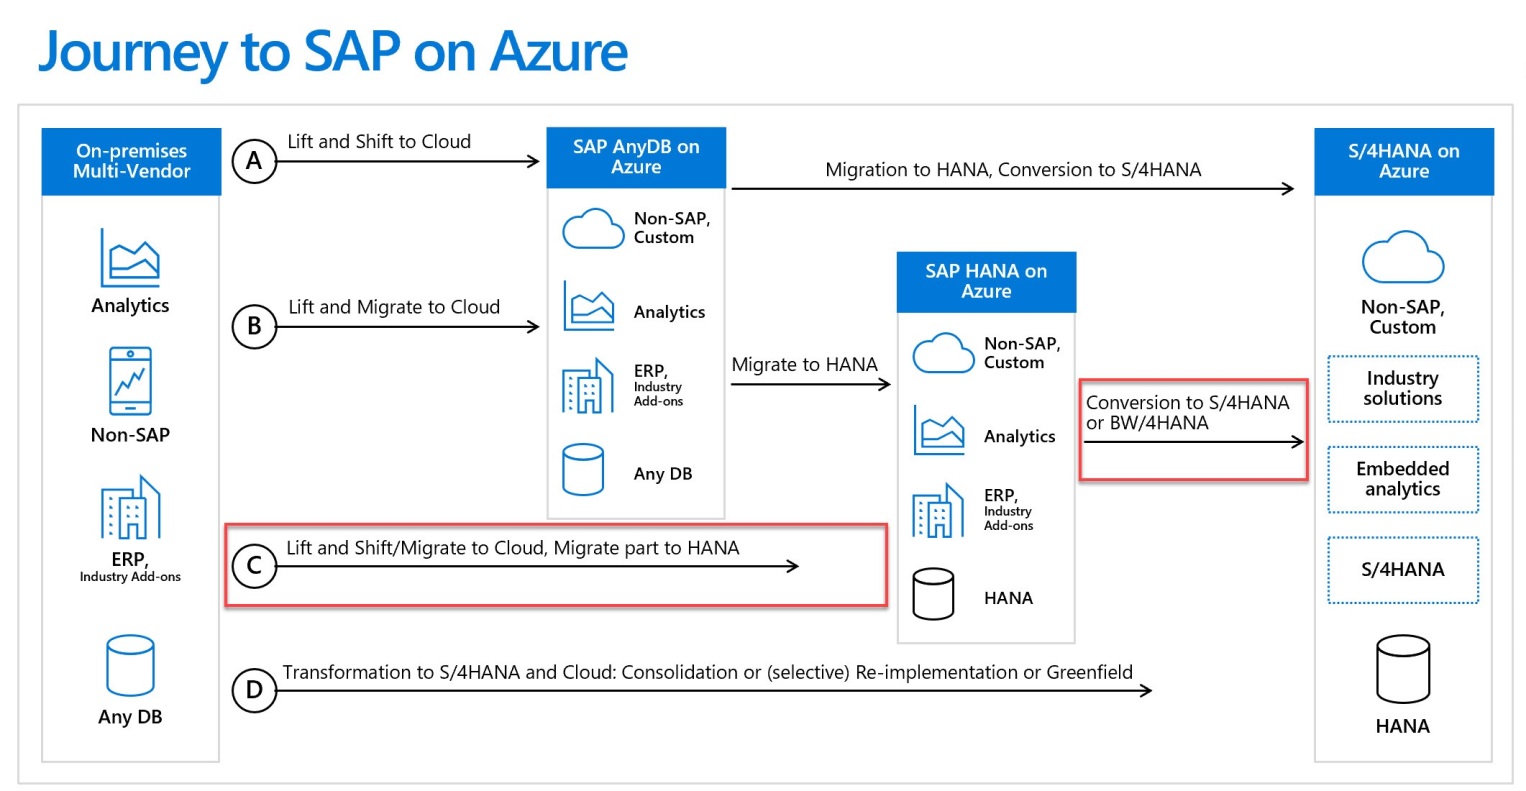 Journey to SAP on Azure
On-premises
Multi-Vendor
Analytics
Non-SAP
ERP,
Industry Add-ons
Any DB
A
Lift and Shift to Cloud
B
Lift and Migrate to Cloud
C
Lift and Shift/Migrate to Cloud, Migrate part to HANA
D
Transformation to S/4HANA and Cloud: Consolidation or (selective) Re-implementation or Greenfield
SAP AnyDB on
Azure
Non-SAP,
Custom
Analytics
ERP,
Industry
Add-ons
Any DB
Migration to HANA, Conversion to S/4HANA
Migrate to HANA
SAP HANA on
Azure
Non-SAP,
Custom
Analytics
ERP,
Industry
Add-ons
HANA
Conversion to S/4HANA
or BW/4HANA
S/4HANA on
Azure
Non-SAP,
Custom
Industry
solutions
Embedded
analytics
S/4HANA
HANA